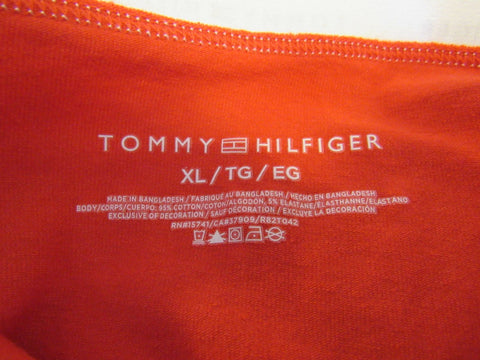 TOMMY HILFIGER
XL / TG / EG
MADE IN BANGLADESH / FABRIQUÉ AU BANGLADESH / HECHO EN BANGLADESH
BODY/CORPS/CUERPO: 95% COTTON/COTON/ALGODÓN, 5% ELASTANE/ÉLASTHANNE/ELASTANO
EXCLUSIVE OF DECORATION / SAUF DÉCORATION / EXCLUYE LA DECORACIÓN
RN#15741/CA#37909/R82T042